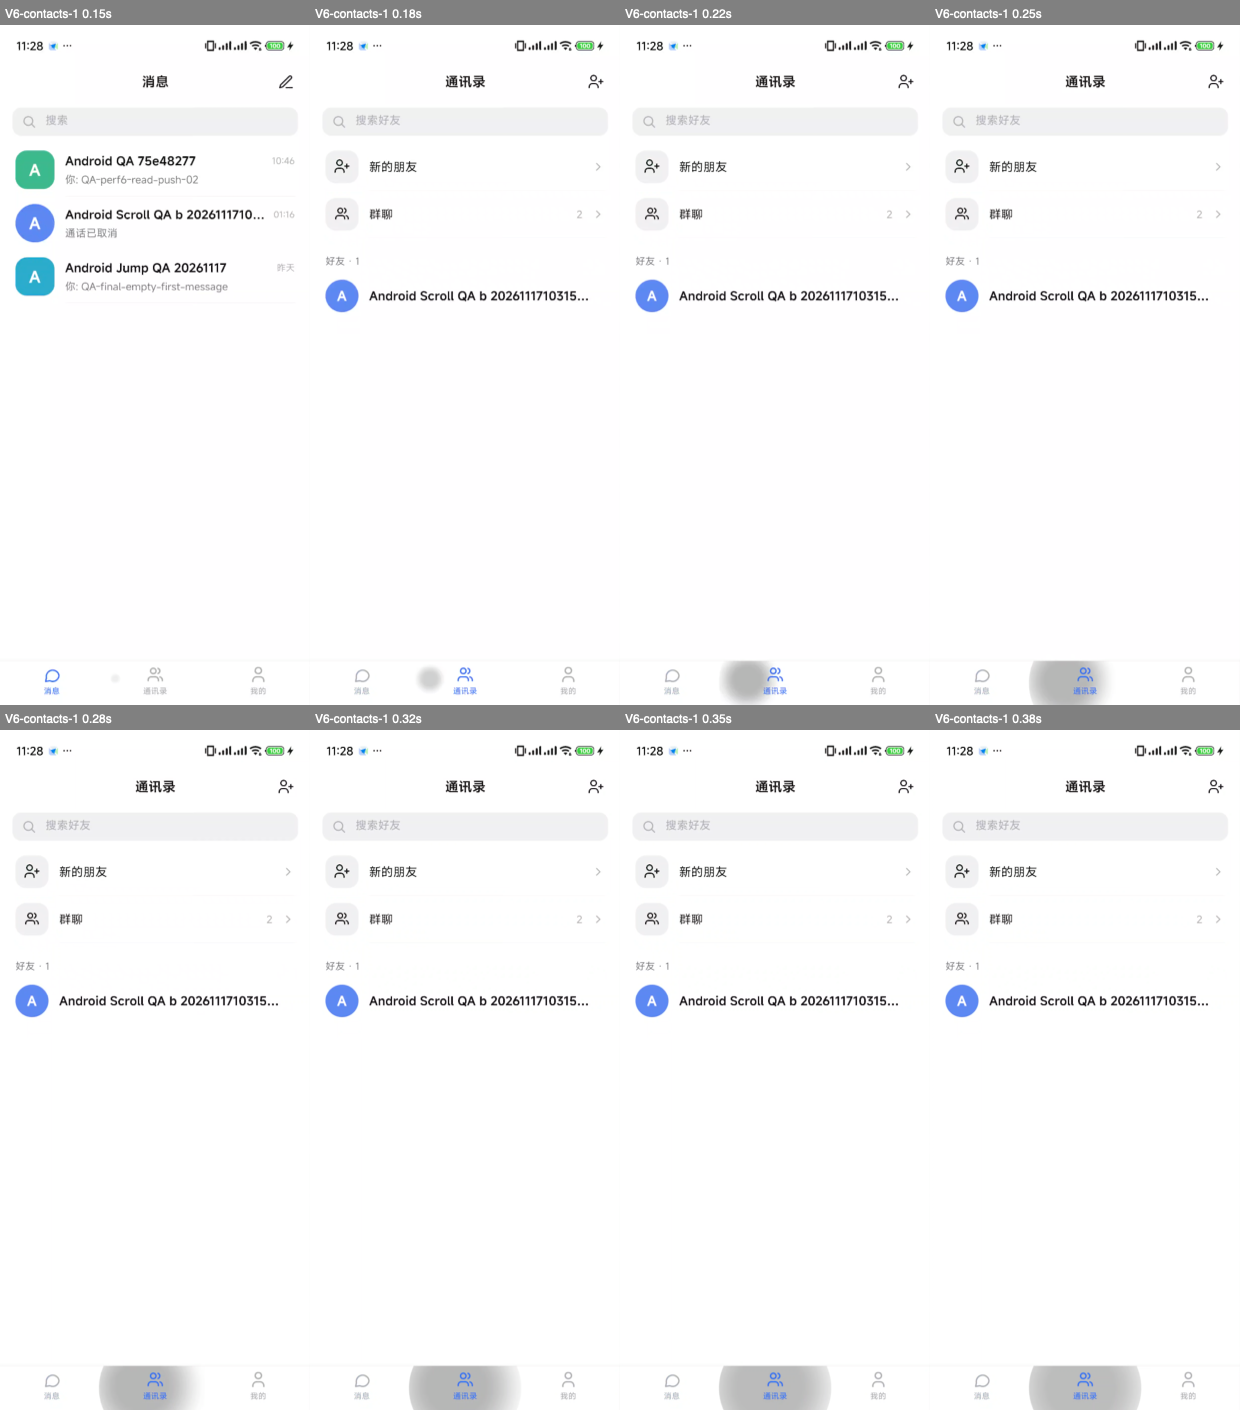 V6-contacts-1 0.15s
11:28 ···
100
消息
搜索
A
Android QA 75e48277
10:46
你: QA-perf6-read-push-02
A
Android Scroll QA b 2026111710...
01:16
通话已取消
A
Android Jump QA 20261117
昨天
你: QA-final-empty-first-message
消息
通讯录
我的
V6-contacts-1 0.18s
11:28 ···
100
通讯录
搜索好友
新的朋友
群聊
2
好友 · 1
A
Android Scroll QA b 2026111710315...
消息
通讯录
我的
V6-contacts-1 0.22s
11:28 ···
100
通讯录
搜索好友
新的朋友
群聊
2
好友 · 1
A
Android Scroll QA b 2026111710315...
消息
通讯录
我的
V6-contacts-1 0.25s
11:28 ···
100
通讯录
搜索好友
新的朋友
群聊
2
好友 · 1
A
Android Scroll QA b 2026111710315...
消息
通讯录
我的
V6-contacts-1 0.28s
11:28 ···
100
通讯录
搜索好友
新的朋友
群聊
2
好友 · 1
A
Android Scroll QA b 2026111710315...
消息
通讯录
我的
V6-contacts-1 0.32s
11:28 ···
100
通讯录
搜索好友
新的朋友
群聊
2
好友 · 1
A
Android Scroll QA b 2026111710315...
消息
通讯录
我的
V6-contacts-1 0.35s
11:28 ···
100
通讯录
搜索好友
新的朋友
群聊
2
好友 · 1
A
Android Scroll QA b 2026111710315...
消息
通讯录
我的
V6-contacts-1 0.38s
11:28 ···
100
通讯录
搜索好友
新的朋友
群聊
2
好友 · 1
A
Android Scroll QA b 2026111710315...
消息
通讯录
我的